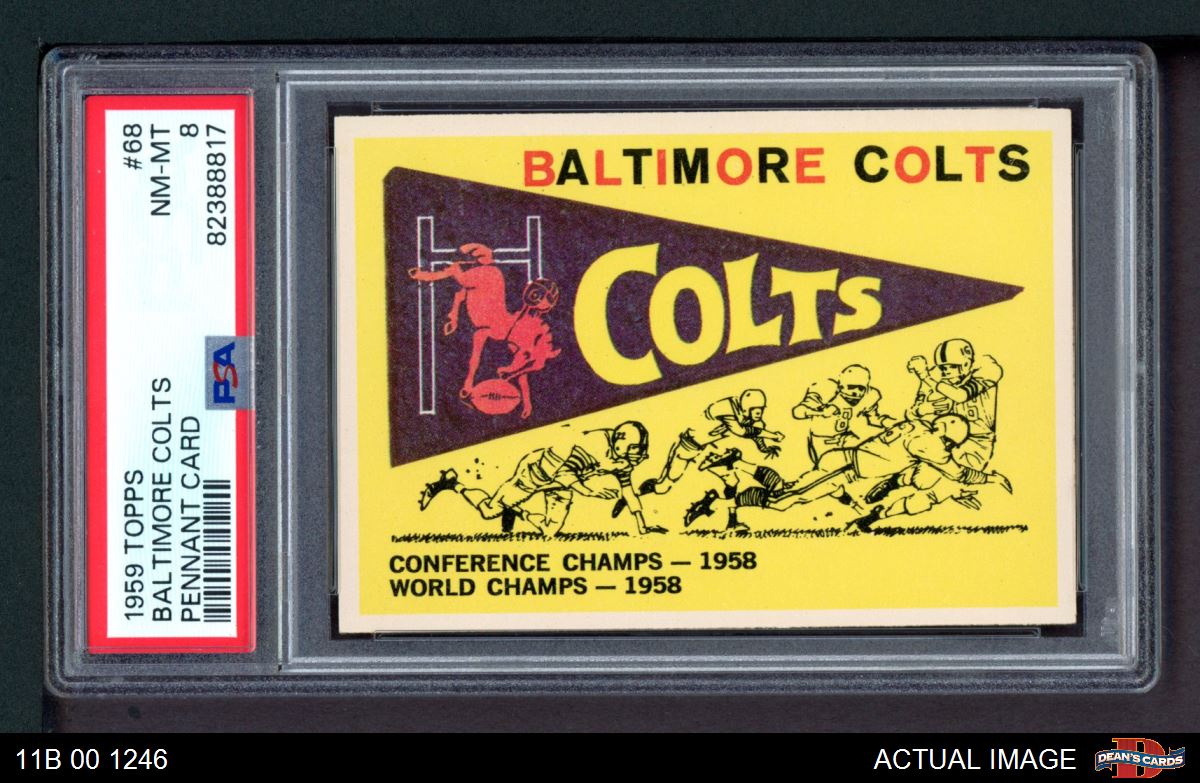 1959 TOPPS #68
BALTIMORE COLTS NM-MT
PENNANT CARD 8
82388817
PSA
BALTIMORE COLTS
COLTS
CONFERENCE CHAMPS — 1958
WORLD CHAMPS — 1958
11B 00 1246
ACTUAL IMAGE
D
DEAN'S CARDS